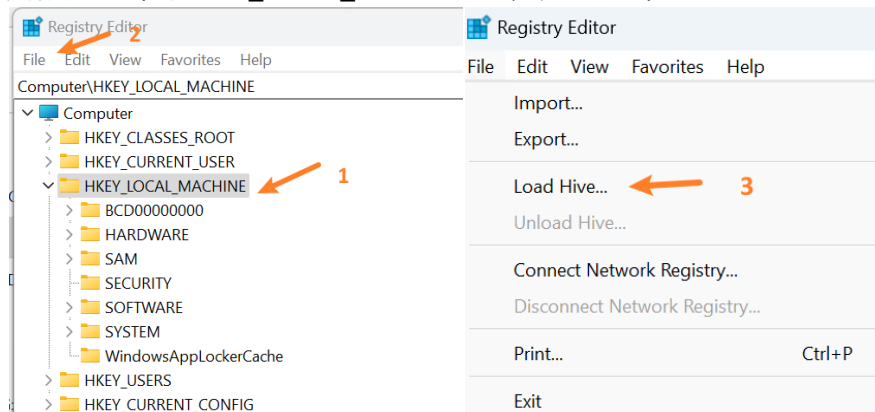 Registry Editor
2
File Edit View Favorites Help
Computer\HKEY_LOCAL_MACHINE
Computer
HKEY_CLASSES_ROOT
HKEY_CURRENT_USER
HKEY_LOCAL_MACHINE
1
BCD00000000
HARDWARE
SAM
SECURITY
SOFTWARE
SYSTEM
WindowsAppLockerCache
HKEY_USERS
HKEY_CURRENT_CONFIG
Registry Editor
File Edit View Favorites Help
Import...
Export...
Load Hive...
3
Unload Hive...
Connect Network Registry...
Disconnect Network Registry...
Print... Ctrl+P
Exit